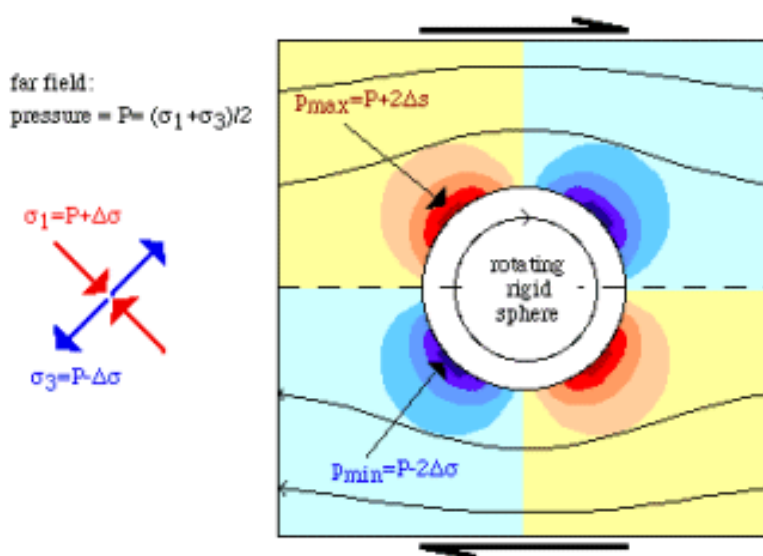 far field:
pressure = P= (σ₁+σ₃)/2
Pmax=P+2Δs
σ₁=P+Δσ
σ₃=P-Δσ
rotating
rigid
sphere
Pmin=P-2Δσ